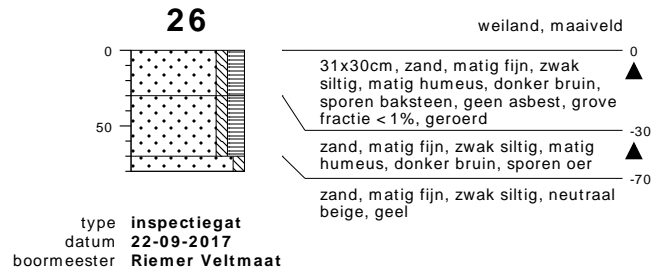 26
weiland, maaiveld
0
0
31x30cm, zand, matig fijn, zwak
siltig, matig humeus, donker bruin,
sporen baksteen, geen asbest, grove
fractie <1%, geroerd
50
-30
zand, matig fijn, zwak siltig, matig
humeus, donker bruin, sporen oer
-70
zand, matig fijn, zwak siltig, neutraal
beige, geel
type inspectiegat
datum 22-09-2017
boormeester Riemer Veltmaat